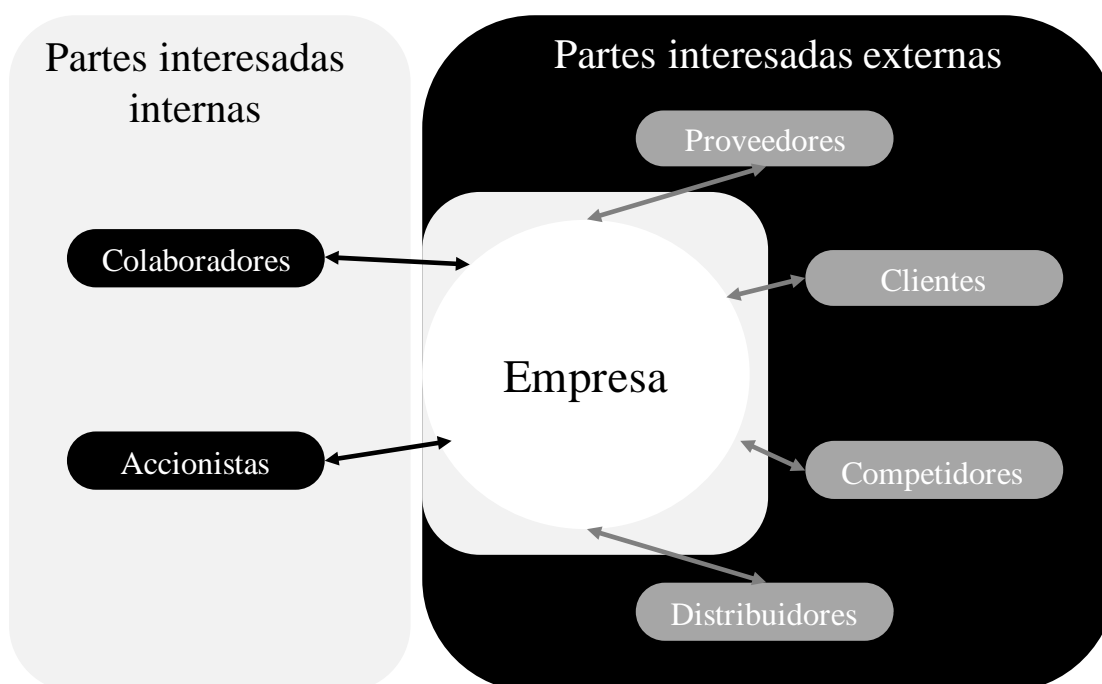 Partes interesadas
internas
Partes interesadas externas
Proveedores
Colaboradores
Clientes
Empresa
Accionistas
Competidores
Distribuidores